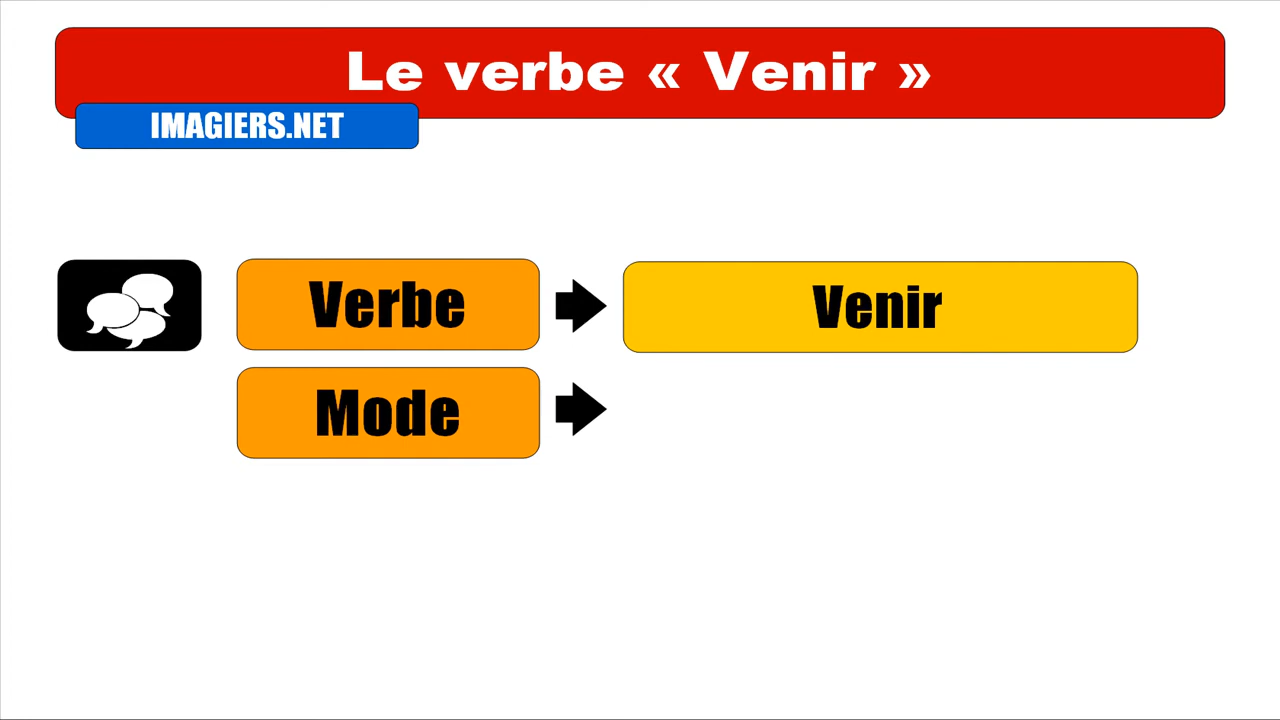 Le verbe « Venir »
IMAGIERS.NET
Verbe
Venir
Mode